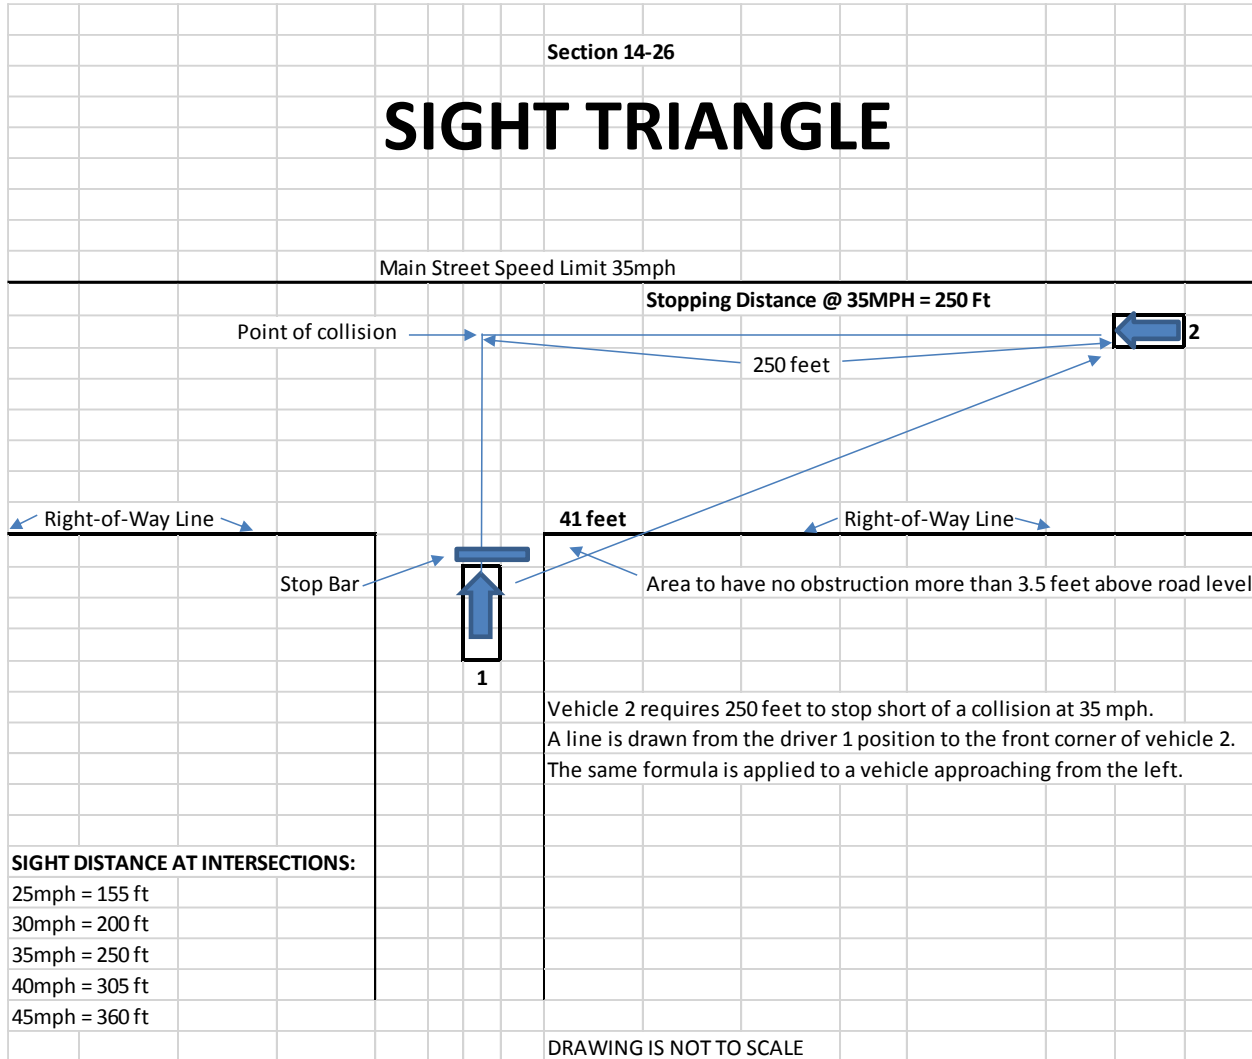 Section 14-26
SIGHT TRIANGLE
Main Street Speed Limit 35mph
Stopping Distance @ 35MPH = 250 Ft
Point of collision
2
250 feet
Right-of-Way Line
41 feet
Right-of-Way Line
Stop Bar
Area to have no obstruction more than 3.5 feet above road level
1
Vehicle 2 requires 250 feet to stop short of a collision at 35 mph.
A line is drawn from the driver 1 position to the front corner of vehicle 2.
The same formula is applied to a vehicle approaching from the left.
SIGHT DISTANCE AT INTERSECTIONS:
25mph = 155 ft
30mph = 200 ft
35mph = 250 ft
40mph = 305 ft
45mph = 360 ft
DRAWING IS NOT TO SCALE